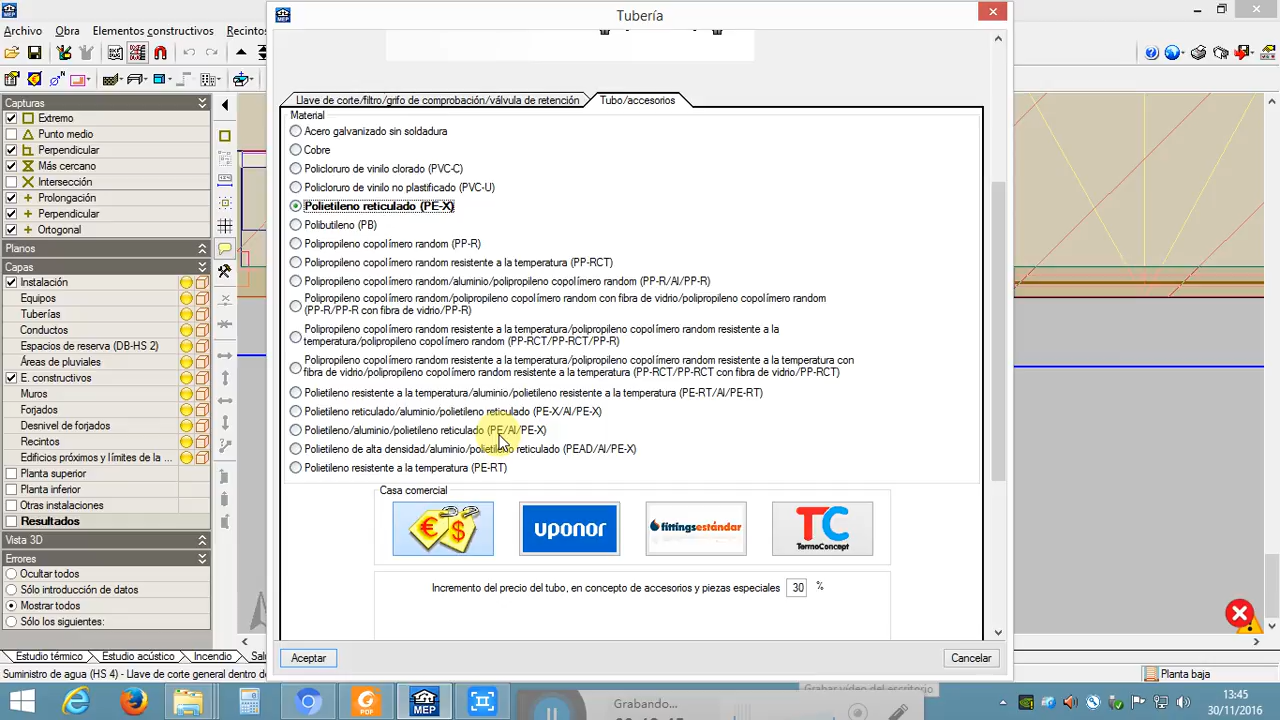 MEP
Tubería
Archivo Obra Elementos constructivos Recintos
Capturas
Extremo
Punto medio
Perpendicular
Más cercano
Intersección
Prolongación
Perpendicular
Ortogonal
Planos
Capas
Instalación
Equipos
Tuberías
Conductos
Espacios de reserva (DB-HS 2)
Áreas de pluviales
E. constructivos
Muros
Forjados
Desnivel de forjados
Recintos
Edificios próximos y límites de la ...
Planta superior
Planta inferior
Otras instalaciones
Resultados
Vista 3D
Errores
Ocultar todos
Sólo introducción de datos
Mostrar todos
Sólo los siguientes:
Llave de corte/filtro/grifo de comprobación/válvula de retención Tubo/accesorios
Material
Acero galvanizado sin soldadura
Cobre
Policloruro de vinilo clorado (PVC-C)
Policloruro de vinilo no plastificado (PVC-U)
Polietileno reticulado (PE-X)
Polibutileno (PB)
Polipropileno copolímero random (PP-R)
Polipropileno copolímero random resistente a la temperatura (PP-RCT)
Polipropileno copolímero random/aluminio/polipropileno copolímero random (PP-R/Al/PP-R)
Polipropileno copolímero random/polipropileno copolímero random con fibra de vidrio/polipropileno copolímero random
(PP-R/PP-R con fibra de vidrio/PP-R)
Polipropileno copolímero random resistente a la temperatura/polipropileno copolímero random resistente a la
temperatura/polipropileno copolímero random (PP-RCT/PP-RCT/PP-R)
Polipropileno copolímero random resistente a la temperatura/polipropileno copolímero random resistente a la temperatura con
fibra de vidrio/polipropileno copolímero random resistente a la temperatura (PP-RCT/PP-RCT con fibra de vidrio/PP-RCT)
Polietileno resistente a la temperatura/aluminio/polietileno resistente a la temperatura (PE-RT/Al/PE-RT)
Polietileno reticulado/aluminio/polietileno reticulado (PE-X/Al/PE-X)
Polietileno/aluminio/polietileno reticulado (PE/Al/PE-X)
Polietileno de alta densidad/aluminio/polietileno reticulado (PEAD/Al/PE-X)
Polietileno resistente a la temperatura (PE-RT)
Casa comercial
€ $
uponor
fittingsestándar
TC
TermoConcept
Incremento del precio del tubo, en concepto de accesorios y piezas especiales 30 %
Aceptar
Cancelar
Estudio térmico Estudio acústico Incendio Sal
Suministro de agua (HS 4) : Llave de corte general dentro de
Planta baja
Grabar vídeo del escritorio
Grabando...
POP
MEP
13:45
30/11/2016